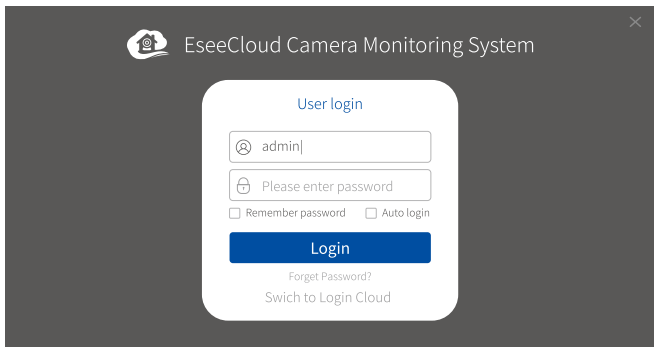 EseeCloud Camera Monitoring System
User login
admin
Please enter password
Remember password Auto login
Login
Forget Password?
Swich to Login Cloud